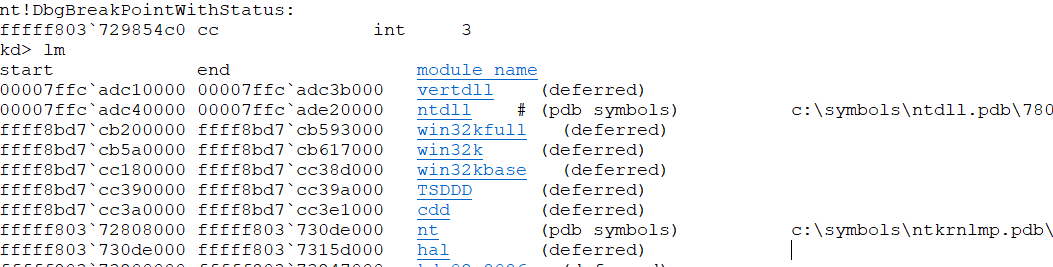 nt!DbgBreakPointWithStatus:
fffff803`729854c0 cc int 3
kd> lm
start end module name
00007ffc`adc10000 00007ffc`adc3b000 vertdll (deferred)
00007ffc`adc40000 00007ffc`ade20000 ntdll # (pdb symbols) c:\symbols\ntdll.pdb\780
ffff8bd7`cb200000 ffff8bd7`cb593000 win32kfull (deferred)
ffff8bd7`cb5a0000 ffff8bd7`cb617000 win32k (deferred)
ffff8bd7`cc180000 ffff8bd7`cc38d000 win32kbase (deferred)
ffff8bd7`cc390000 ffff8bd7`cc39a000 TSDDD (deferred)
ffff8bd7`cc3a0000 ffff8bd7`cc3e1000 cdd (deferred)
fffff803`72808000 fffff803`730de000 nt (pdb symbols) c:\symbols\ntkrnlmp.pdb\
fffff803`730de000 fffff803`7315d000 hal (deferred)